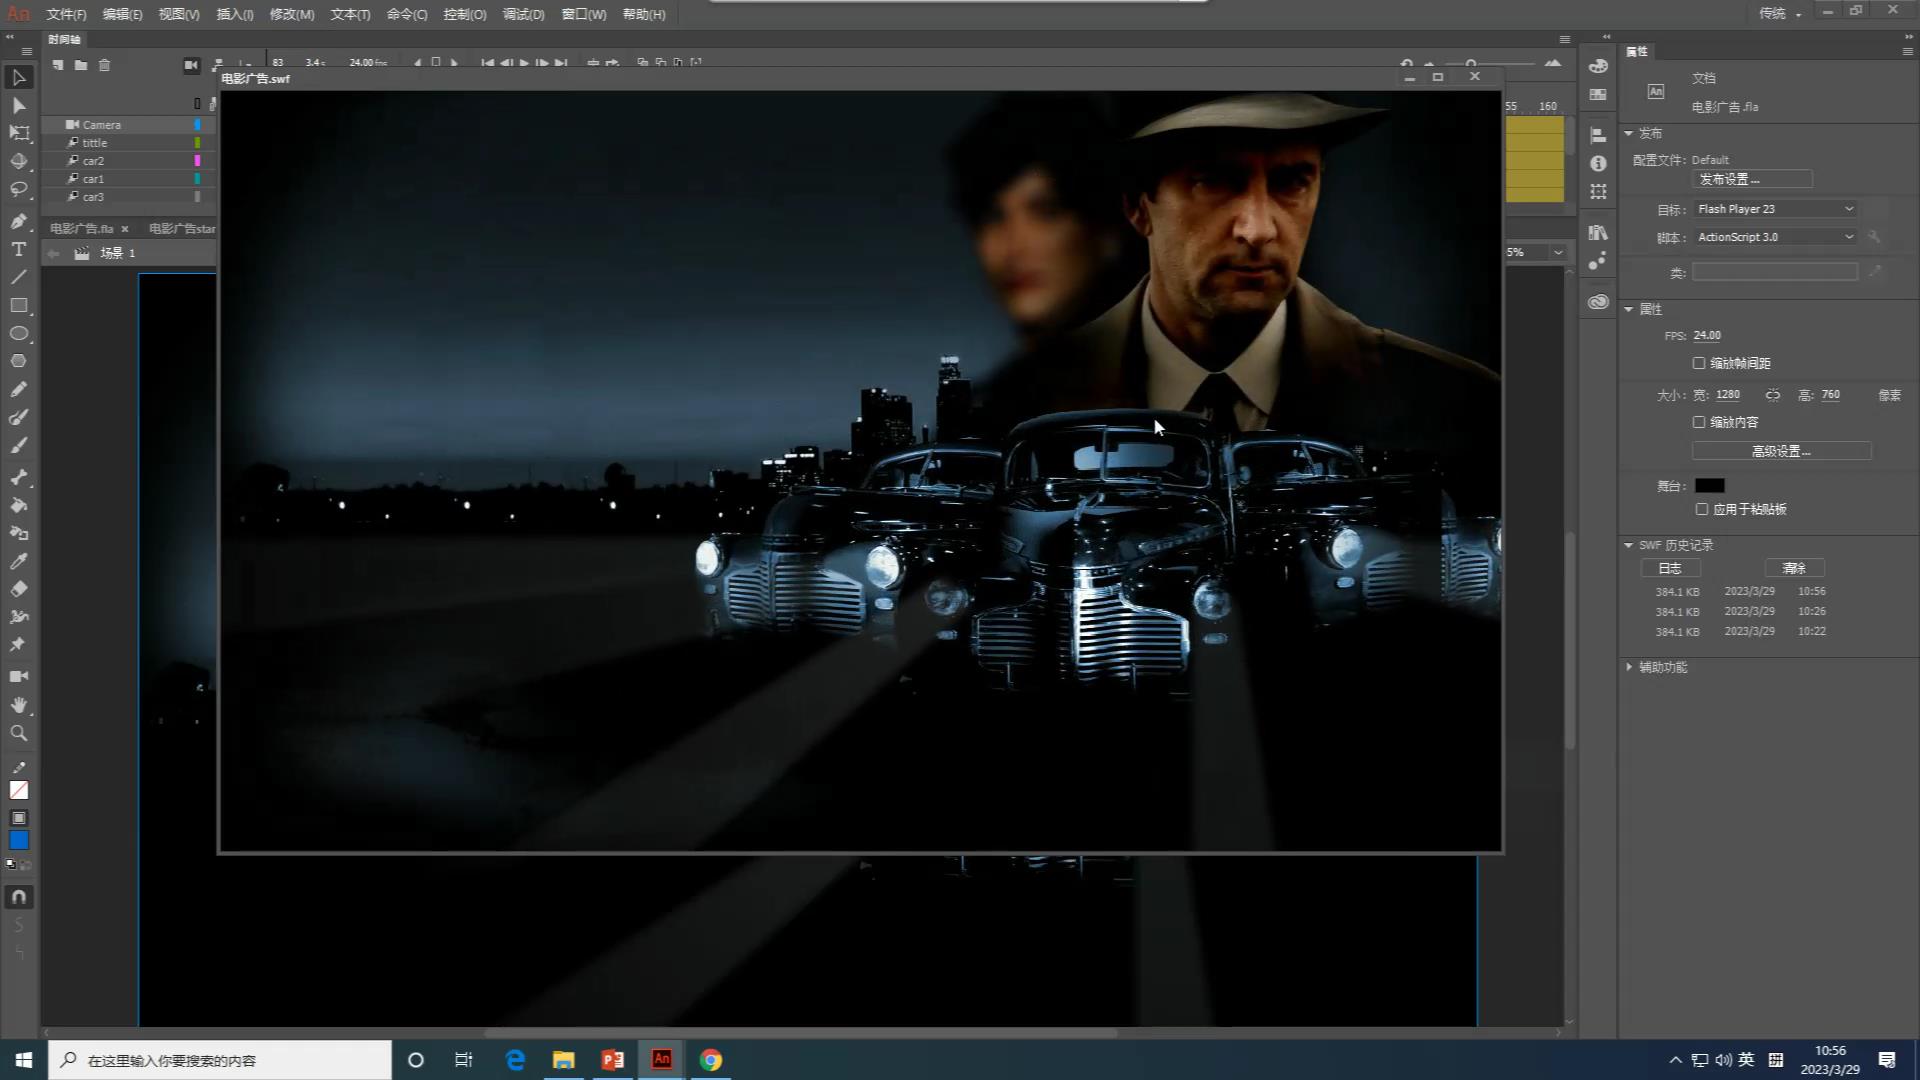 An 文件(F) 编辑(E) 视图(V) 插入(I) 修改(M) 文本(T) 命令(C) 控制(O) 调试(D) 窗口(W) 帮助(H) 传统
时间轴
83 3.4s 24.00 fps
电影广告.swf
55 160
Camera
tittle
car2
car1
car3
电影广告.fla × 电影广告star
场景 1
5%
属性
An 文档
电影广告.fla
发布
配置文件: Default
发布设置...
目标: Flash Player 23
脚本: ActionScript 3.0
类:
属性
FPS: 24.00
缩放帧间距
大小: 宽: 1280 高: 760 像素
缩放内容
高级设置...
舞台:
应用于粘贴板
SWF 历史记录
日志 清除
384.1 KB 2023/3/29 10:56
384.1 KB 2023/3/29 10:26
384.1 KB 2023/3/29 10:22
辅助功能
在这里输入你要搜索的内容
An
英
10:56
2023/3/29